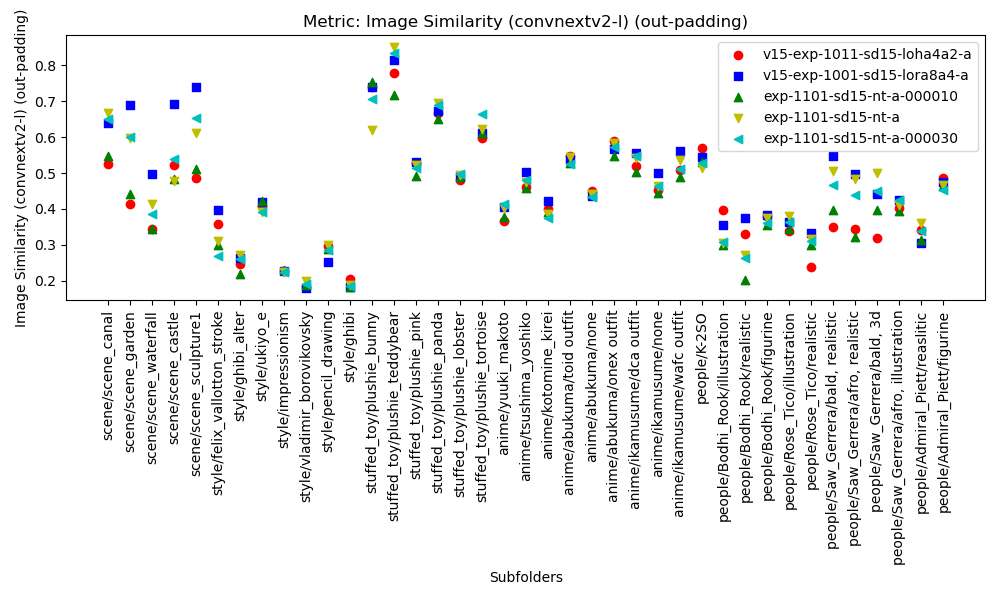 Metric: Image Similarity (convnextv2-l) (out-padding)
Image Similarity (convnextv2-l) (out-padding)
0.8
0.7
0.6
0.5
0.4
0.3
0.2
v15-exp-1011-sd15-loha4a2-a
v15-exp-1001-sd15-lora8a4-a
exp-1101-sd15-nt-a-000010
exp-1101-sd15-nt-a
exp-1101-sd15-nt-a-000030
scene/scene_canal
scene/scene_garden
scene/scene_waterfall
scene/scene_castle
scene/scene_sculpture1
style/felix_vallotton_stroke
style/ghibi_alter
style/ukiyo_e
style/impressionism
style/vladimir_borovikovsky
style/pencil_drawing
style/ghibi
stuffed_toy/plushie_bunny
stuffed_toy/plushie_teddybear
stuffed_toy/plushie_pink
stuffed_toy/plushie_panda
stuffed_toy/plushie_lobster
stuffed_toy/plushie_tortoise
anime/yuuki_makoto
anime/tsushima_yoshiko
anime/kotomine_kirei
anime/abukuma/toid outfit
anime/abukuma/none
anime/abukuma/onex outfit
anime/ikamusume/dca outfit
anime/ikamusume/none
anime/ikamusume/wafc outfit
people/K-2SO
people/Bodhi_Rook/illustration
people/Bodhi_Rook/realistic
people/Bodhi_Rook/figurine
people/Rose_Tico/illustration
people/Rose_Tico/realistic
people/Saw_Gerrera/bald, realistic
people/Saw_Gerrera/afro, realistic
people/Saw_Gerrera/bald, 3d
people/Saw_Gerrera/afro, illustration
people/Admiral_Piett/reasilitic
people/Admiral_Piett/figurine
Subfolders